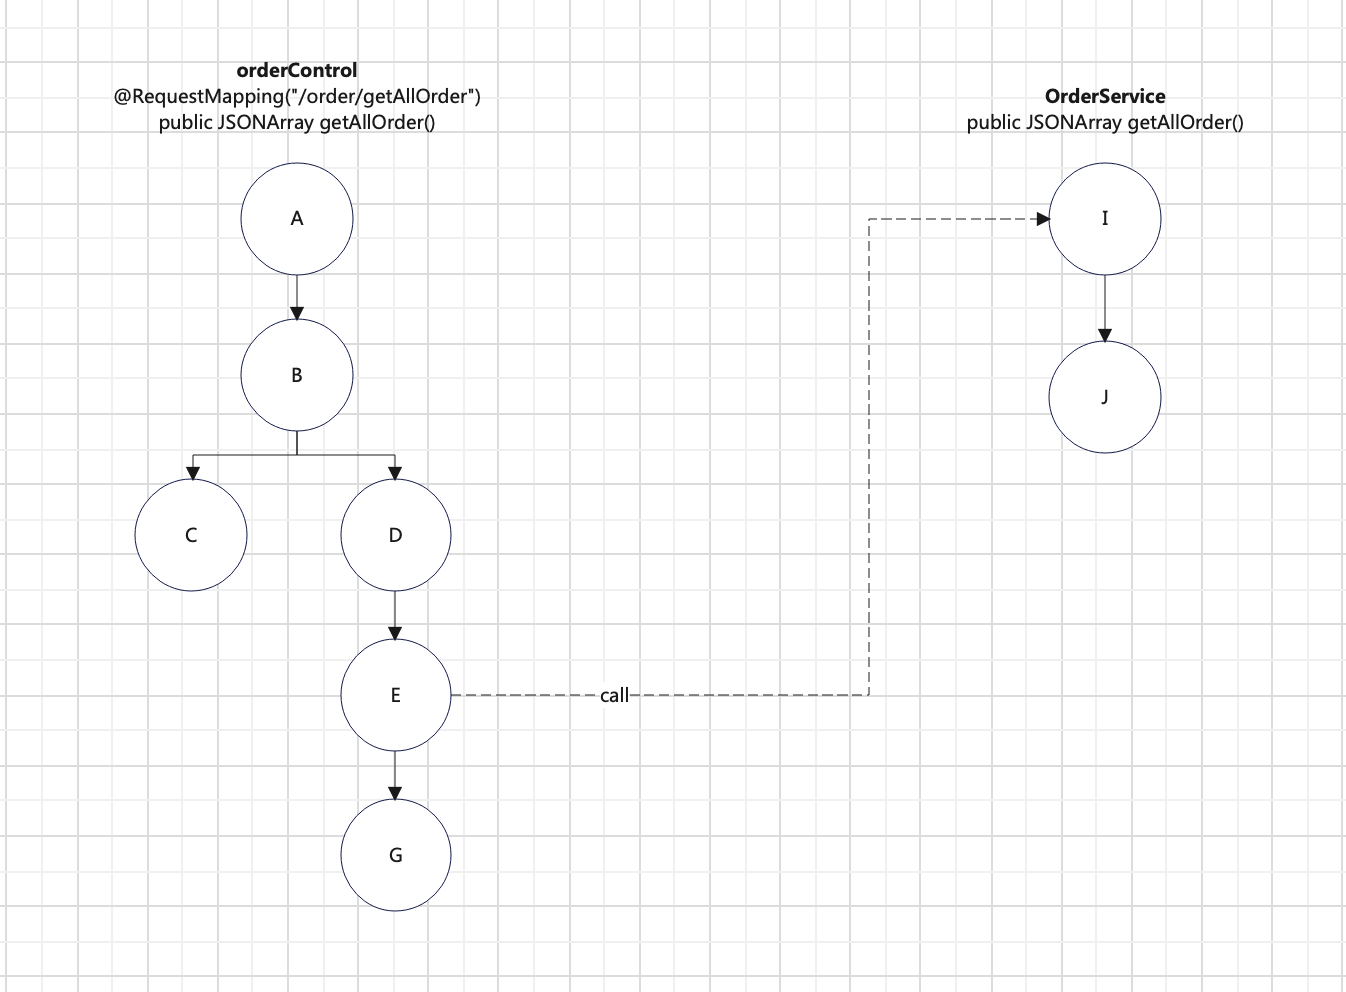 orderControl
@RequestMapping("/order/getAllOrder")
public JSONArray getAllOrder()
OrderService
public JSONArray getAllOrder()
A
I
B
J
C
D
E
call
G